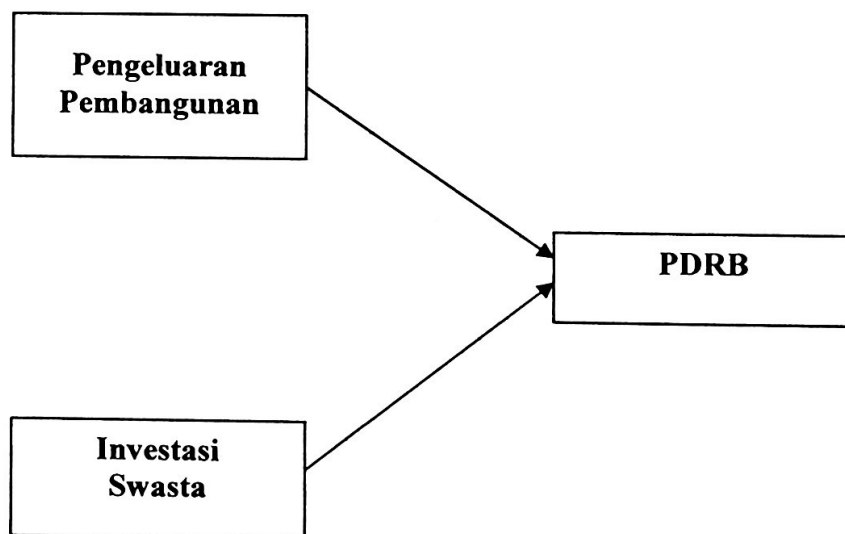 Pengeluaran
Pembangunan
PDRB
Investasi
Swasta